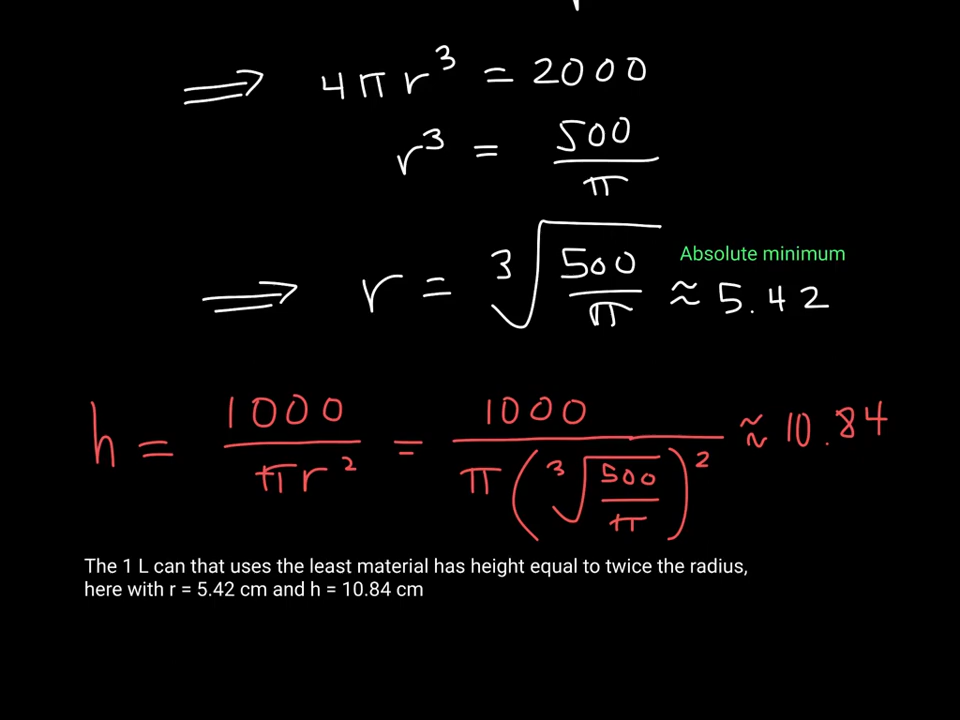 ⟹ 4πr³ = 2000
r³ = 500/π
Absolute minimum
⟹ r = ∛(500/π) ≈ 5.42
h = 1000/(πr²) = 1000/(π(∛(500/π))²) ≈ 10.84
The 1 L can that uses the least material has height equal to twice the radius,
here with r = 5.42 cm and h = 10.84 cm